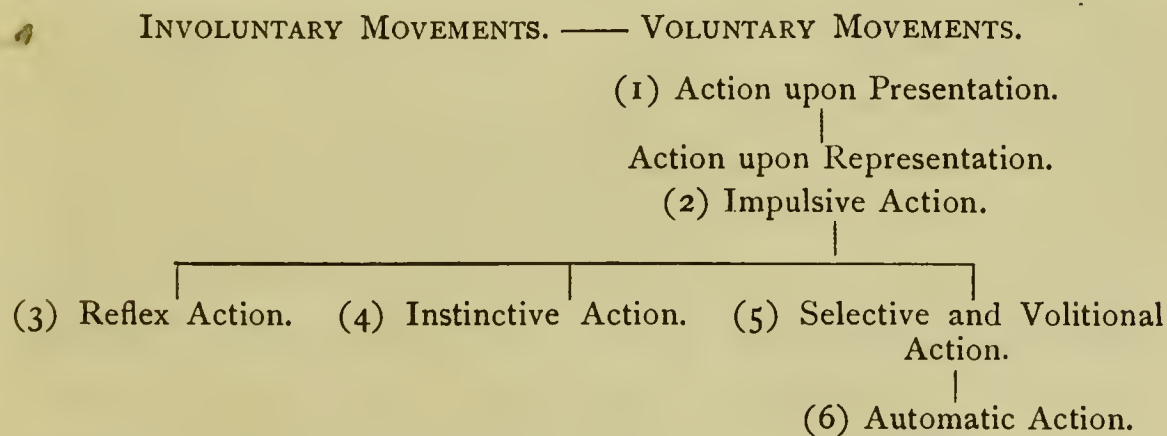 INVOLUNTARY MOVEMENTS. —— VOLUNTARY MOVEMENTS.
(1) Action upon Presentation.
Action upon Representation.
(2) Impulsive Action.
(3) Reflex Action. (4) Instinctive Action. (5) Selective and Volitional
Action.
(6) Automatic Action.